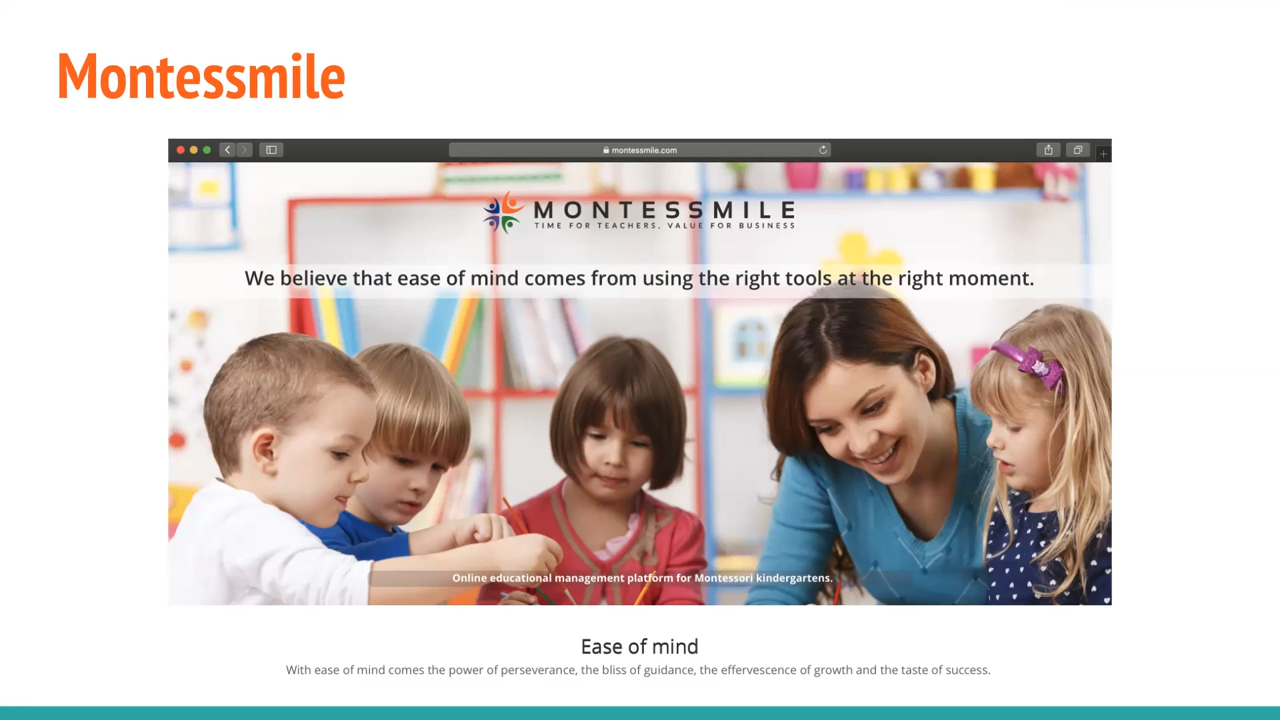 Montessmile
montessmile.com
MONTESSMILE
TIME FOR TEACHERS, VALUE FOR BUSINESS
We believe that ease of mind comes from using the right tools at the right moment.
Online educational management platform for Montessori kindergartens.
Ease of mind
With ease of mind comes the power of perseverance, the bliss of guidance, the effervescence of growth and the taste of success.